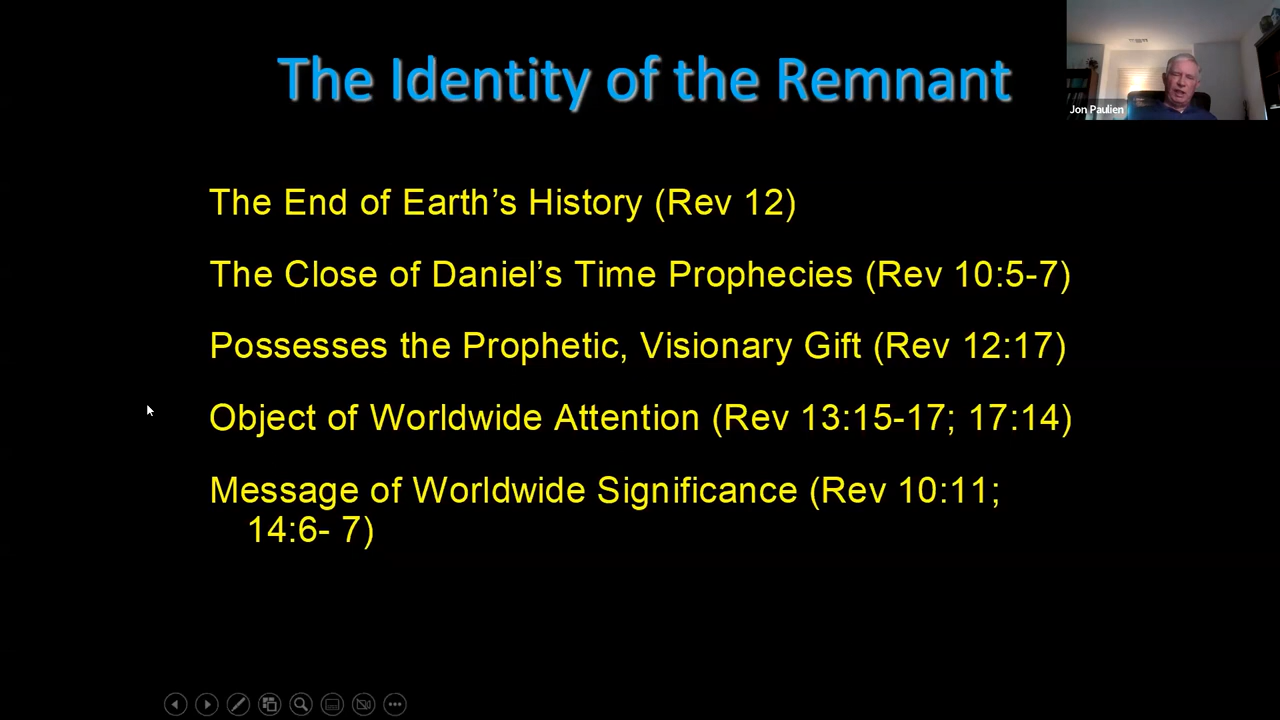 The Identity of the Remnant
Jon Paulien
The End of Earth’s History (Rev 12)
The Close of Daniel’s Time Prophecies (Rev 10:5-7)
Possesses the Prophetic, Visionary Gift (Rev 12:17)
Object of Worldwide Attention (Rev 13:15-17; 17:14)
Message of Worldwide Significance (Rev 10:11;
14:6- 7)